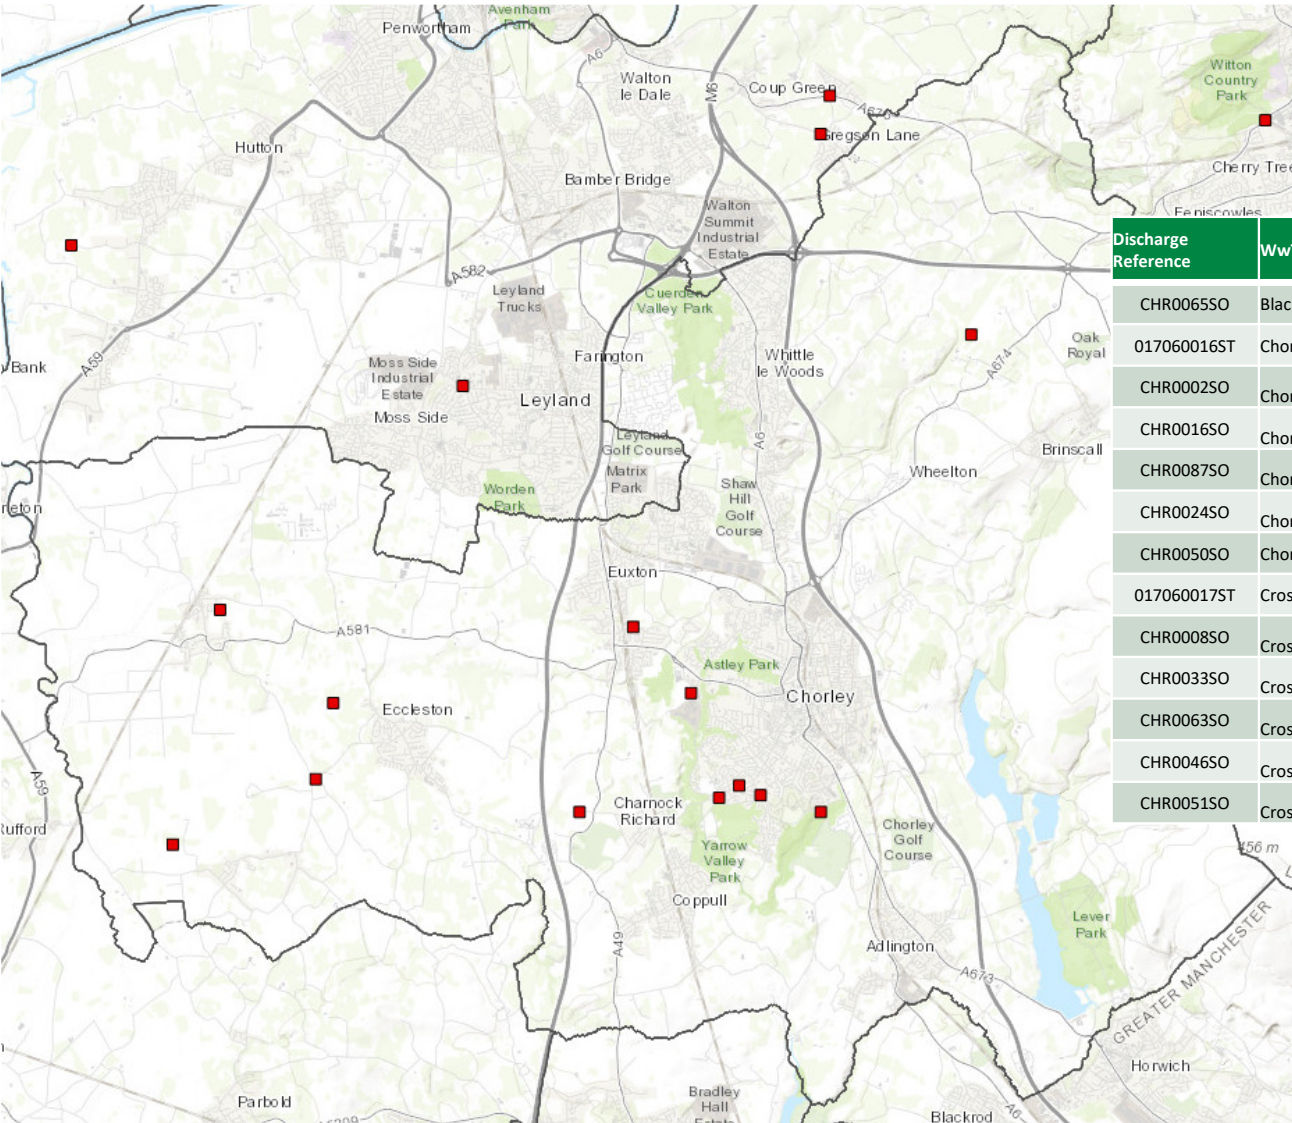 Avenham
Park
Penwortham
A6
Walton
le Dale
M6
Coup Green
A675
Gregson Lane
Witton
Country
Park
Cherry Tree
Feniscowles
Hutton
Bamber Bridge
Walton
Summit
Industrial
Estate
A582
Leyland
Trucks
Cuerden
Valley Park
Oak
Royal
Bank
A59
Moss Side
Industrial
Estate
Moss Side
Farington
Leyland
Whittle
le Woods
A674
A6
Leyland
Golf Course
Matrix
Park
Worden
Park
Shaw
Hill
Golf
Course
Wheelton
Brinscall
Euxton
A581
Astley Park
Chorley
Eccleston
A59
Rufford
Charnock
Richard
Yarrow
Valley
Park
Chorley
Golf
Course
Coppull
A49
Adlington
A673
Lever
Park
456 m
GREATER MANCHESTER
Horwich
Parbold
Bradley
Hall
Estate
Blackrod
A6
Discharge
Reference
CHR0065SO
017060016ST
CHR0002SO
CHR0016SO
CHR0087SO
CHR0024SO
CHR0050SO
017060017ST
CHR0008SO
CHR0033SO
CHR0063SO
CHR0046SO
CHR0051SO